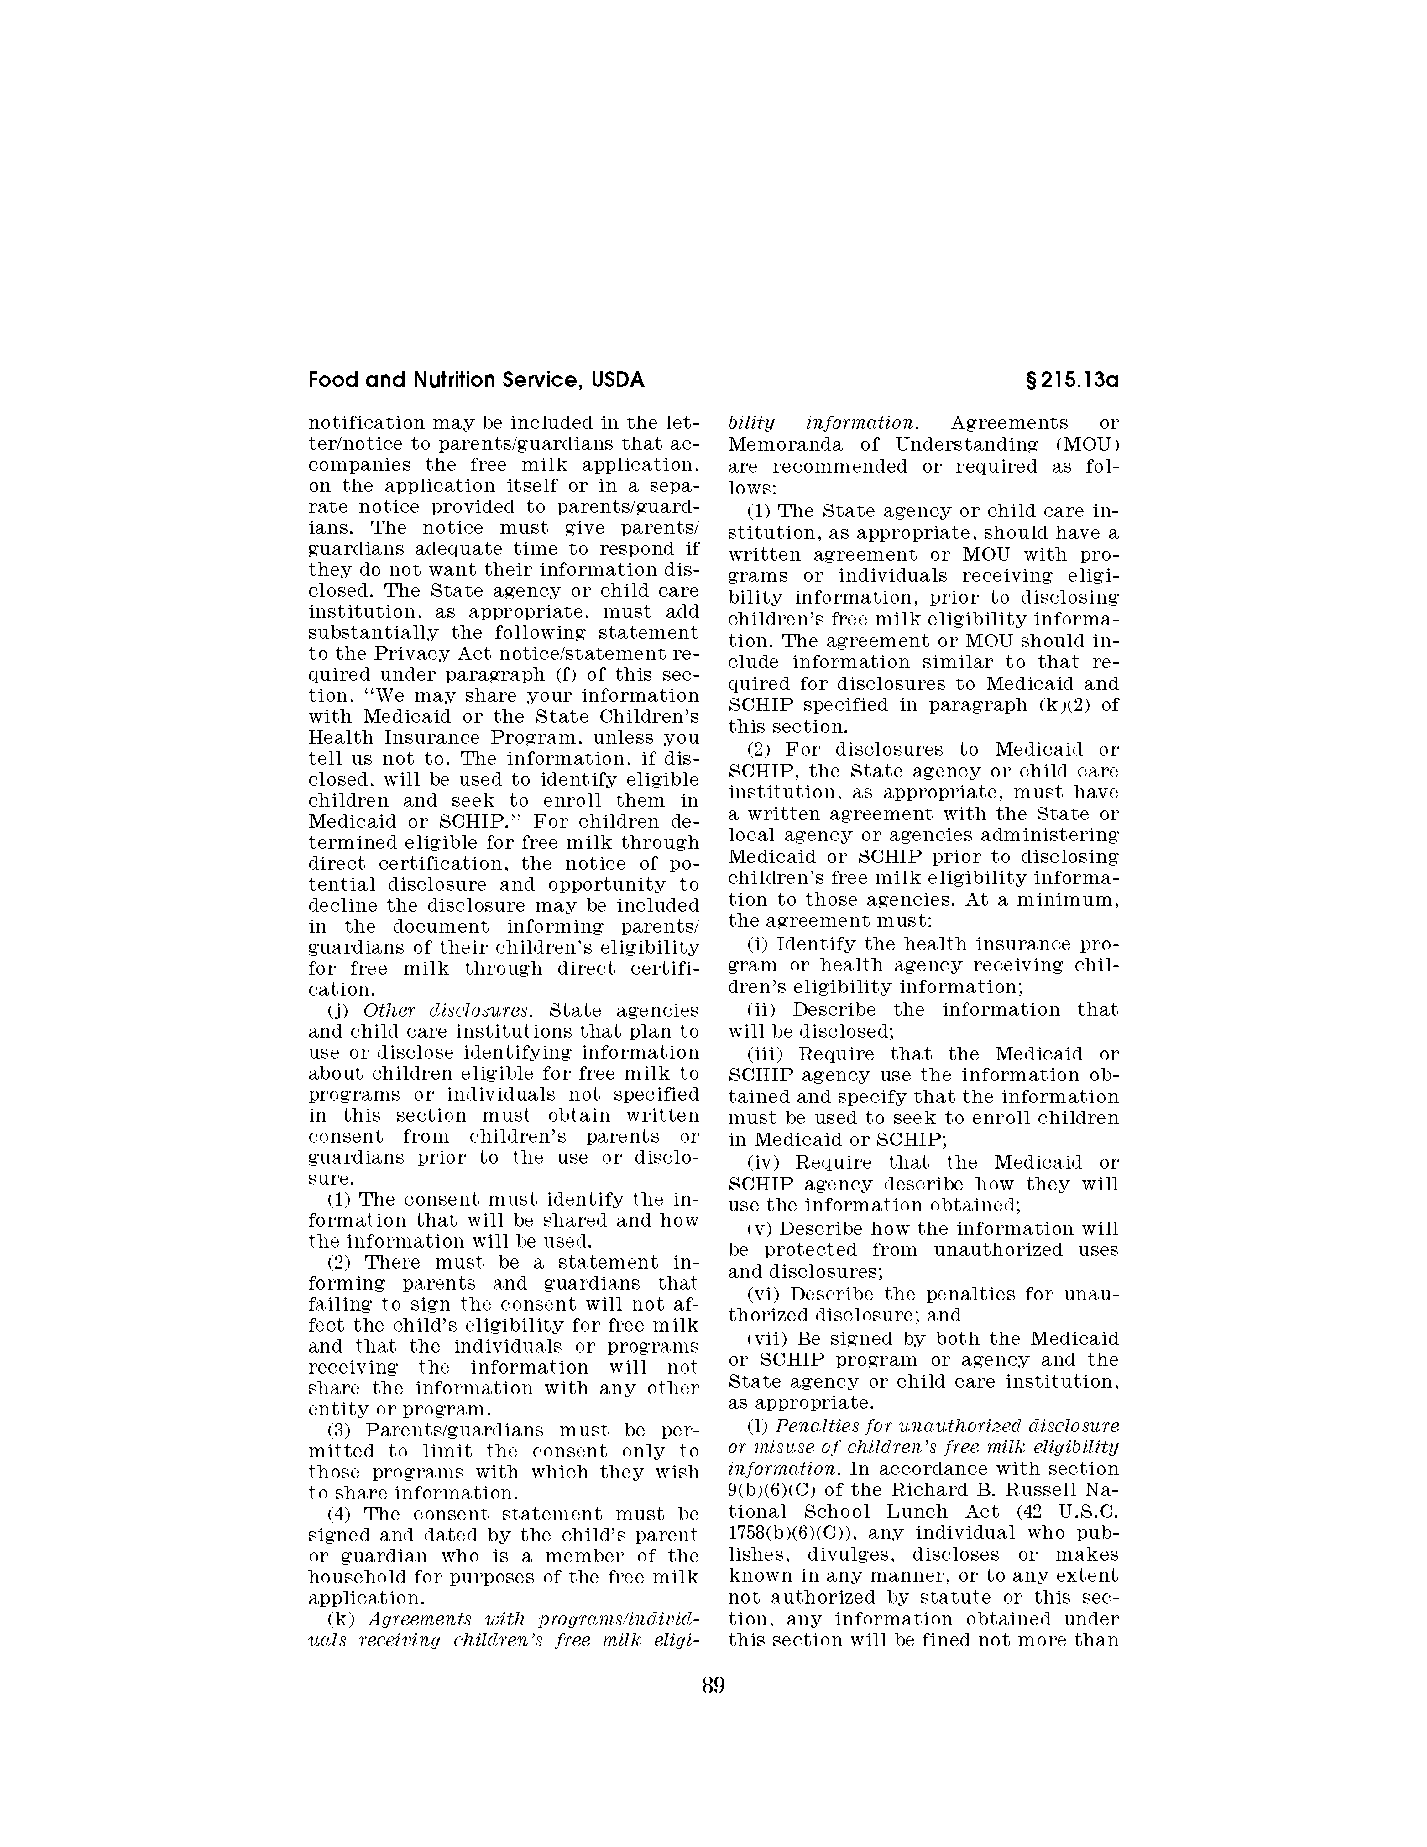 Food and Nutrition Service, USDA
§ 215.13a
notification may be included in the let-
ter/notice to parents/guardians that ac-
companies the free milk application,
on the application itself or in a sepa-
rate notice provided to parents/guard-
ians. The notice must give parents/
guardians adequate time to respond if
they do not want their information dis-
closed. The State agency or child care
institution, as appropriate, must add
substantially the following statement
to the Privacy Act notice/statement re-
quired under paragraph (f) of this sec-
tion, “We may share your information
with Medicaid or the State Children’s
Health Insurance Program, unless you
tell us not to. The information, if dis-
closed, will be used to identify eligible
children and seek to enroll them in
Medicaid or SCHIP.” For children de-
termined eligible for free milk through
direct certification, the notice of po-
tential disclosure and opportunity to
decline the disclosure may be included
in the document informing parents/
guardians of their children’s eligibility
for free milk through direct certifi-
cation.
(j) Other disclosures. State agencies
and child care institutions that plan to
use or disclose identifying information
about children eligible for free milk to
programs or individuals not specified
in this section must obtain written
consent from children’s parents or
guardians prior to the use or disclo-
sure.
(1) The consent must identify the in-
formation that will be shared and how
the information will be used.
(2) There must be a statement in-
forming parents and guardians that
failing to sign the consent will not af-
fect the child’s eligibility for free milk
and that the individuals or programs
receiving the information will not
share the information with any other
entity or program.
(3) Parents/guardians must be per-
mitted to limit the consent only to
those programs with which they wish
to share information.
(4) The consent statement must be
signed and dated by the child’s parent
or guardian who is a member of the
household for purposes of the free milk
application.
(k) Agreements with programs/individ-
uals receiving children’s free milk eligi-
bility information. Agreements or
Memoranda of Understanding (MOU)
are recommended or required as fol-
lows:
(1) The State agency or child care in-
stitution, as appropriate, should have a
written agreement or MOU with pro-
grams or individuals receiving eligi-
bility information, prior to disclosing
children’s free milk eligibility informa-
tion. The agreement or MOU should in-
clude information similar to that re-
quired for disclosures to Medicaid and
SCHIP specified in paragraph (k)(2) of
this section.
(2) For disclosures to Medicaid or
SCHIP, the State agency or child care
institution, as appropriate, must have
a written agreement with the State or
local agency or agencies administering
Medicaid or SCHIP prior to disclosing
children’s free milk eligibility informa-
tion to those agencies. At a minimum,
the agreement must:
(i) Identify the health insurance pro-
gram or health agency receiving chil-
dren’s eligibility information;
(ii) Describe the information that
will be disclosed;
(iii) Require that the Medicaid or
SCHIP agency use the information ob-
tained and specify that the information
must be used to seek to enroll children
in Medicaid or SCHIP;
(iv) Require that the Medicaid or
SCHIP agency describe how they will
use the information obtained;
(v) Describe how the information will
be protected from unauthorized uses
and disclosures;
(vi) Describe the penalties for unau-
thorized disclosure; and
(vii) Be signed by both the Medicaid
or SCHIP program or agency and the
State agency or child care institution,
as appropriate.
(l) Penalties for unauthorized disclosure
or misuse of children’s free milk eligibility
information. In accordance with section
9(b)(6)(C) of the Richard B. Russell Na-
tional School Lunch Act (42 U.S.C.
1758(b)(6)(C)), any individual who pub-
lishes, divulges, discloses or makes
known in any manner, or to any extent
not authorized by statute or this sec-
tion, any information obtained under
this section will be fined not more than
89